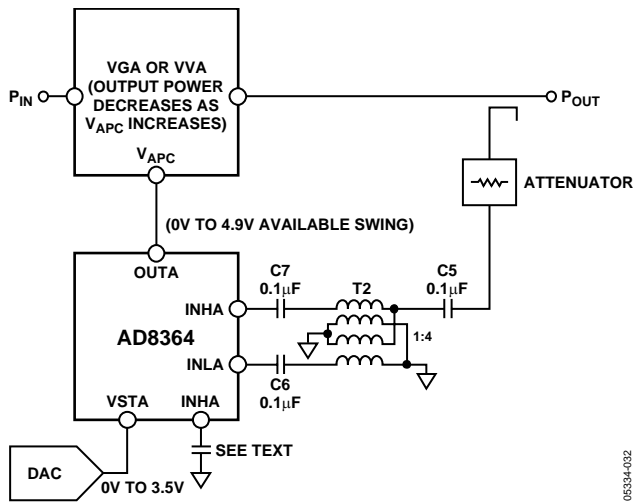 VGA OR VVA
(OUTPUT POWER
DECREASES AS
VAPC INCREASES)
PIN
POUT
VAPC
ATTENUATOR
(0V TO 4.9V AVAILABLE SWING)
OUTA
C7
0.1μF
T2
C5
0.1μF
INHA
AD8364
1:4
INLA
C6
0.1μF
VSTA
INHA
SEE TEXT
DAC
0V TO 3.5V
05334-032